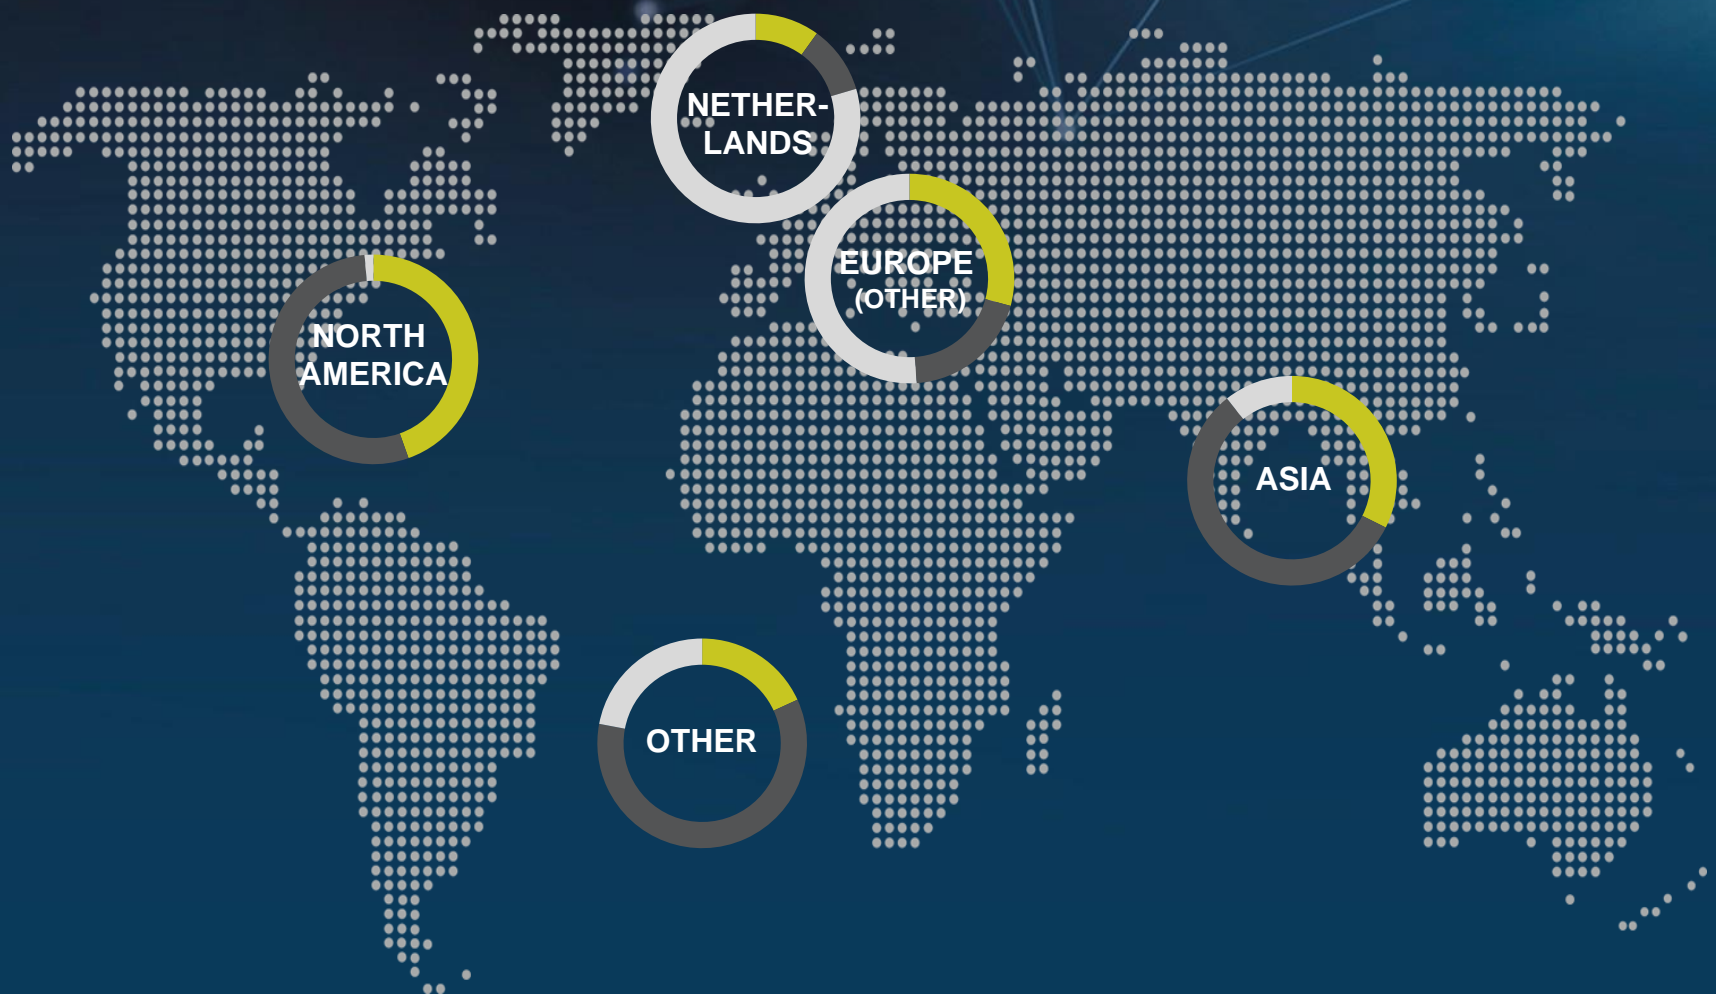 NETHER-
LANDS
EUROPE
(OTHER)
NORTH
AMERICA
ASIA
OTHER